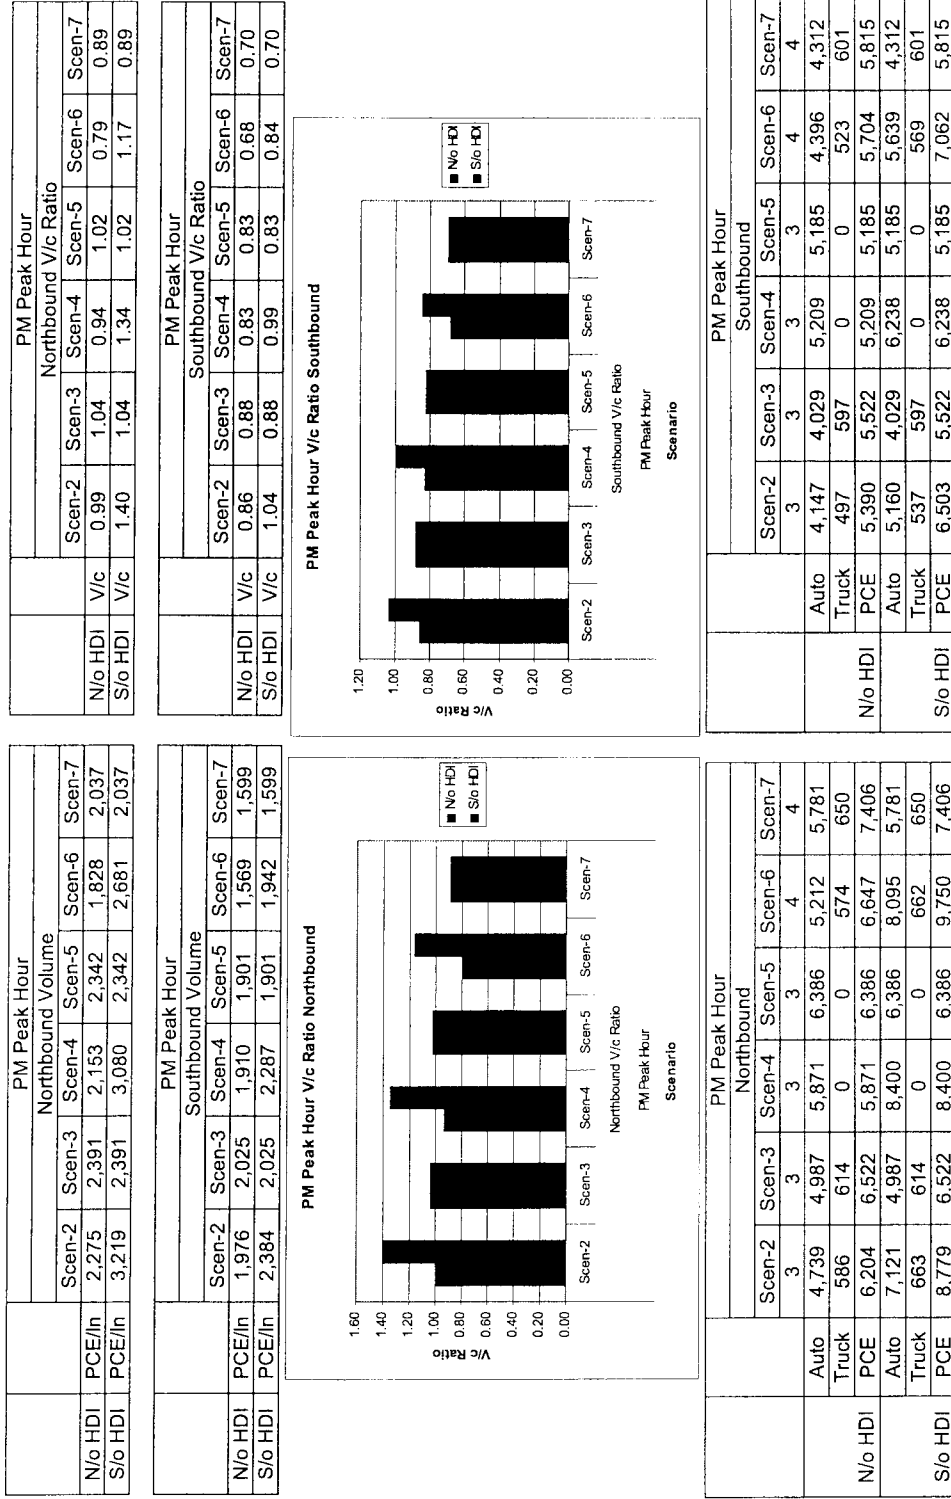 PM Peak Hour
Northbound Volume
Scen-2 Scen-3 Scen-4 Scen-5 Scen-6 Scen-7
N/o HDI PCE/ln 2,275 2,391 2,153 2,342 1,828 2,037
S/o HDI PCE/ln 3,219 2,391 3,080 2,342 2,681 2,037
PM Peak Hour
Southbound Volume
Scen-2 Scen-3 Scen-4 Scen-5 Scen-6 Scen-7
N/o HDI PCE/ln 1,976 2,025 1,910 1,901 1,569 1,599
S/o HDI PCE/ln 2,384 2,025 2,287 1,901 1,942 1,599
PM Peak Hour V/c Ratio Northbound
V/c Ratio
1.60
1.40
1.20
1.00
0.80
0.60
0.40
0.20
0.00
Scen-2 Scen-3 Scen-4 Scen-5 Scen-6 Scen-7
Northbound V/c Ratio
PM Peak Hour
Scenario
N/o HDI
S/o HDI
PM Peak Hour
Northbound
Scen-2 Scen-3 Scen-4 Scen-5 Scen-6 Scen-7
3 3 3 3 4 4
Auto 4,739 4,987 5,871 6,386 5,212 5,781
Truck 586 614 0 0 574 650
N/o HDI PCE 6,204 6,522 5,871 6,386 6,647 7,406
Auto 7,121 4,987 8,400 6,386 8,095 5,781
Truck 663 614 0 0 662 650
S/o HDI PCE 8,779 6,522 8,400 6,386 9,750 7,406
PM Peak Hour
Northbound V/c Ratio
Scen-2 Scen-3 Scen-4 Scen-5 Scen-6 Scen-7
N/o HDI V/c 0.99 1.04 0.94 1.02 0.79 0.89
S/o HDI V/c 1.40 1.04 1.34 1.02 1.17 0.89
PM Peak Hour
Southbound V/c Ratio
Scen-2 Scen-3 Scen-4 Scen-5 Scen-6 Scen-7
N/o HDI V/c 0.86 0.88 0.83 0.83 0.68 0.70
S/o HDI V/c 1.04 0.88 0.99 0.83 0.84 0.70
PM Peak Hour V/c Ratio Southbound
V/c Ratio
1.20
1.00
0.80
0.60
0.40
0.20
0.00
Scen-2 Scen-3 Scen-4 Scen-5 Scen-6 Scen-7
Southbound V/c Ratio
PM Peak Hour
Scenario
N/o HDI
S/o HDI
PM Peak Hour
Southbound
Scen-2 Scen-3 Scen-4 Scen-5 Scen-6 Scen-7
3 3 3 3 4 4
Auto 4,147 4,029 5,209 5,185 4,396 4,312
Truck 497 597 0 0 523 601
N/o HDI PCE 5,390 5,522 5,209 5,185 5,704 5,815
Auto 5,160 4,029 6,238 5,185 5,639 4,312
Truck 537 597 0 0 569 601
S/o HDI PCE 6,503 5,522 6,238 5,185 7,062 5,815